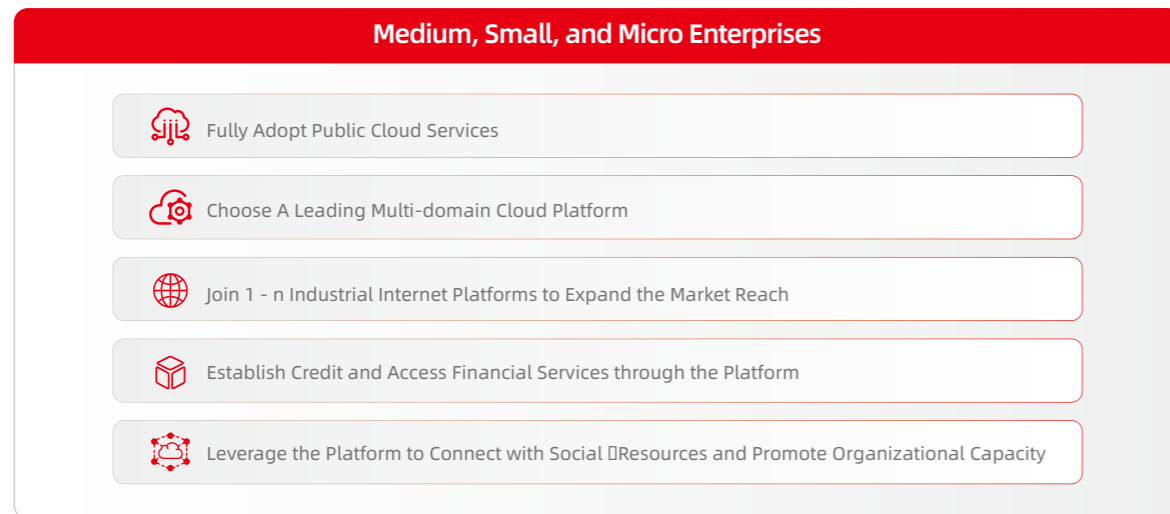 Medium, Small, and Micro Enterprises
Fully Adopt Public Cloud Services
Choose A Leading Multi-domain Cloud Platform
Join 1 - n Industrial Internet Platforms to Expand the Market Reach
Establish Credit and Access Financial Services through the Platform
Leverage the Platform to Connect with Social Resources and Promote Organizational Capacity